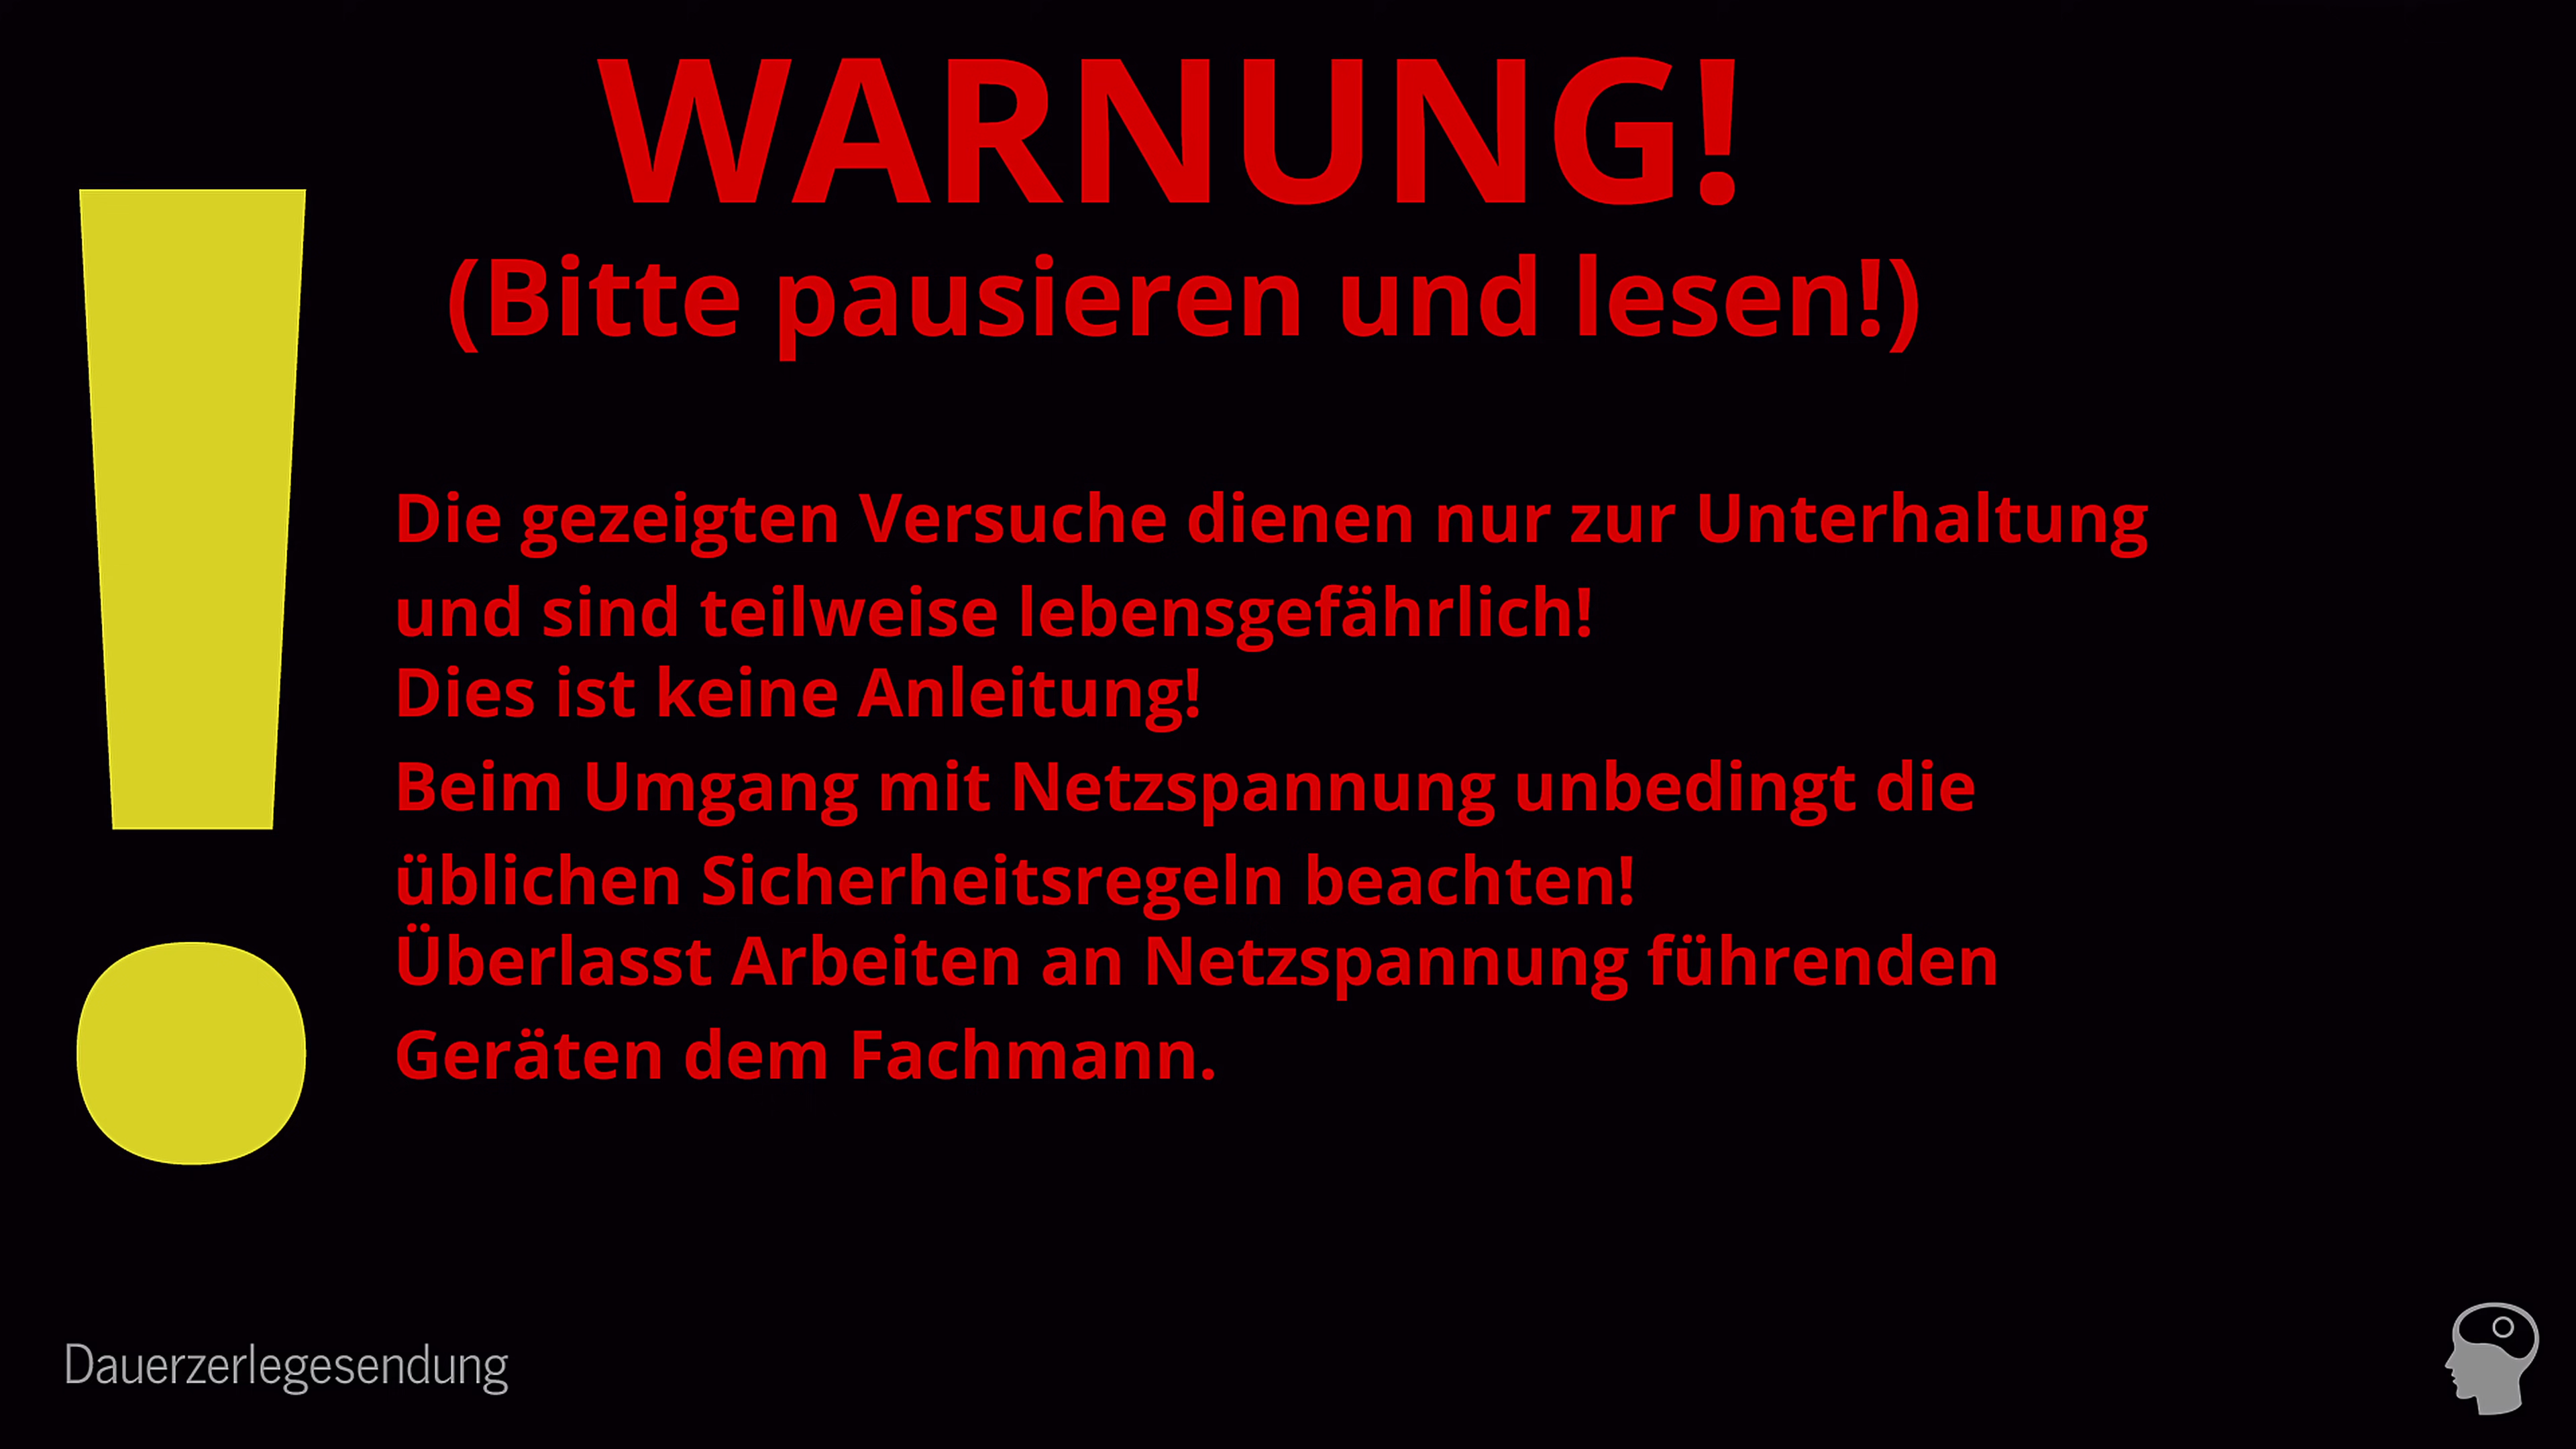 WARNUNG!
(Bitte pausieren und lesen!)
Die gezeigten Versuche dienen nur zur Unterhaltung
und sind teilweise lebensgefährlich!
Dies ist keine Anleitung!
Beim Umgang mit Netzspannung unbedingt die
üblichen Sicherheitsregeln beachten!
Überlasst Arbeiten an Netzspannung führenden
Geräten dem Fachmann.
!
Dauerzerlegesendung